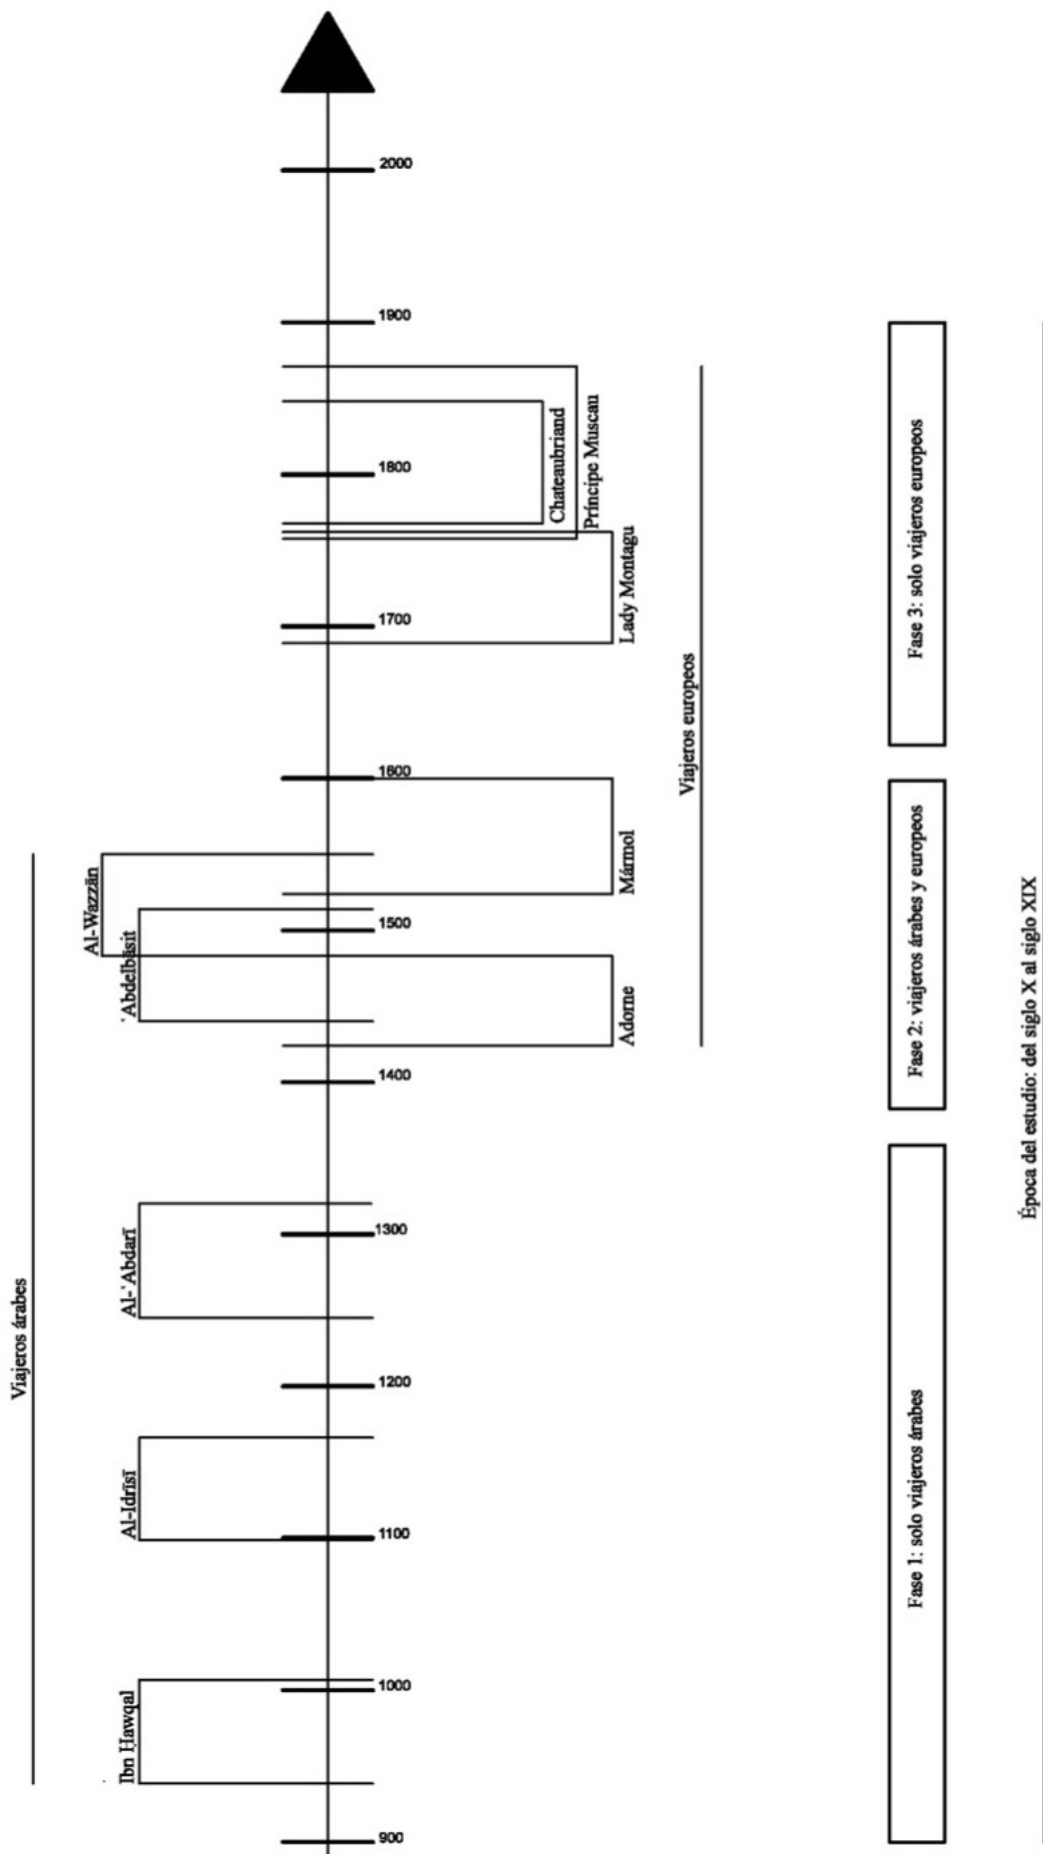 2000
1900
1800
1700
1600
1500
1400
1300
1200
1100
1000
900
Viajeros árabes
Al-Wazzān
ʿAbdelbāsit
Al-ʿAbdarī
Al-Idrīsī
Ibn Ḥawqal
Chateaubriand
Príncipe Muscau
Lady Montagu
Mármol
Adorne
Viajeros europeos
Fase 3: solo viajeros europeos
Fase 2: viajeros árabes y europeos
Fase 1: solo viajeros árabes
Época del estudio: del siglo X al siglo XIX